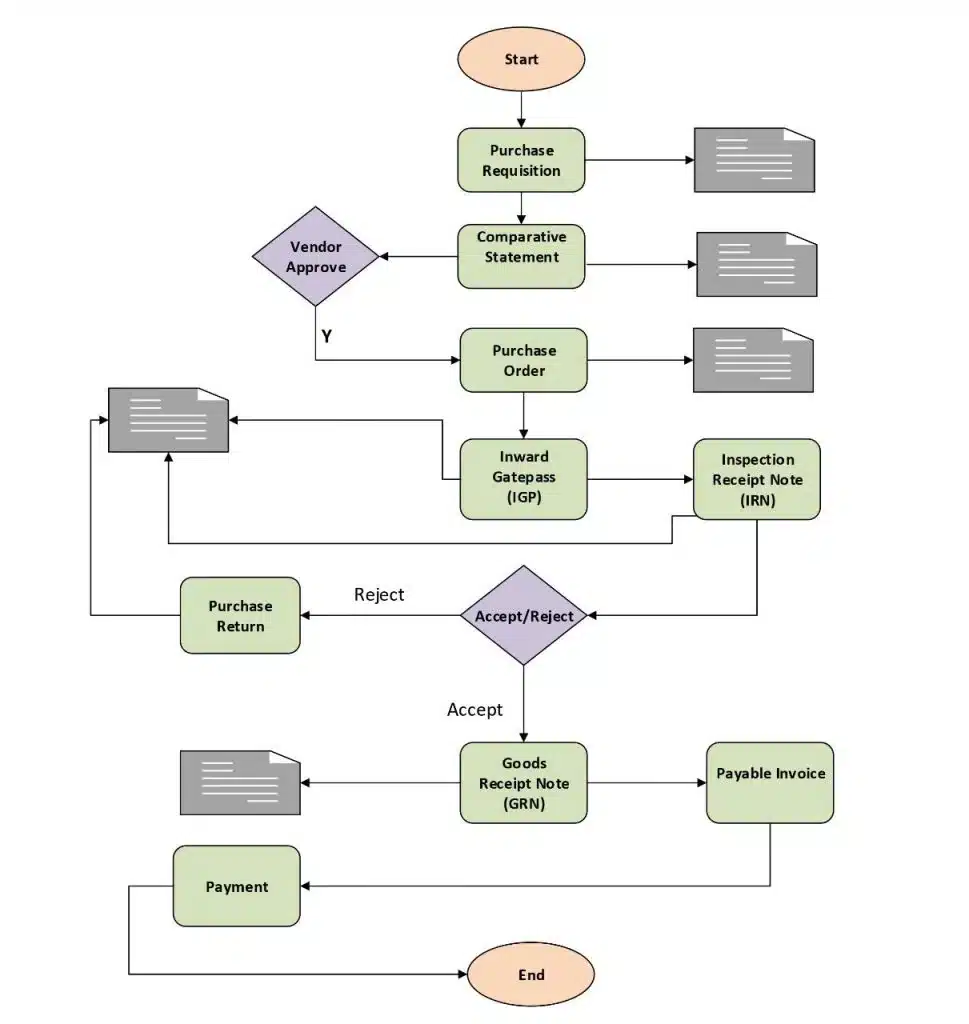 Start
Purchase
Requisition
Comparative
Statement
Vendor
Approve
Y
Purchase
Order
Inward
Gatepass
(IGP)
Inspection
Receipt Note
(IRN)
Reject
Purchase
Return
Accept/Reject
Accept
Goods
Receipt Note
(GRN)
Payable Invoice
Payment
End